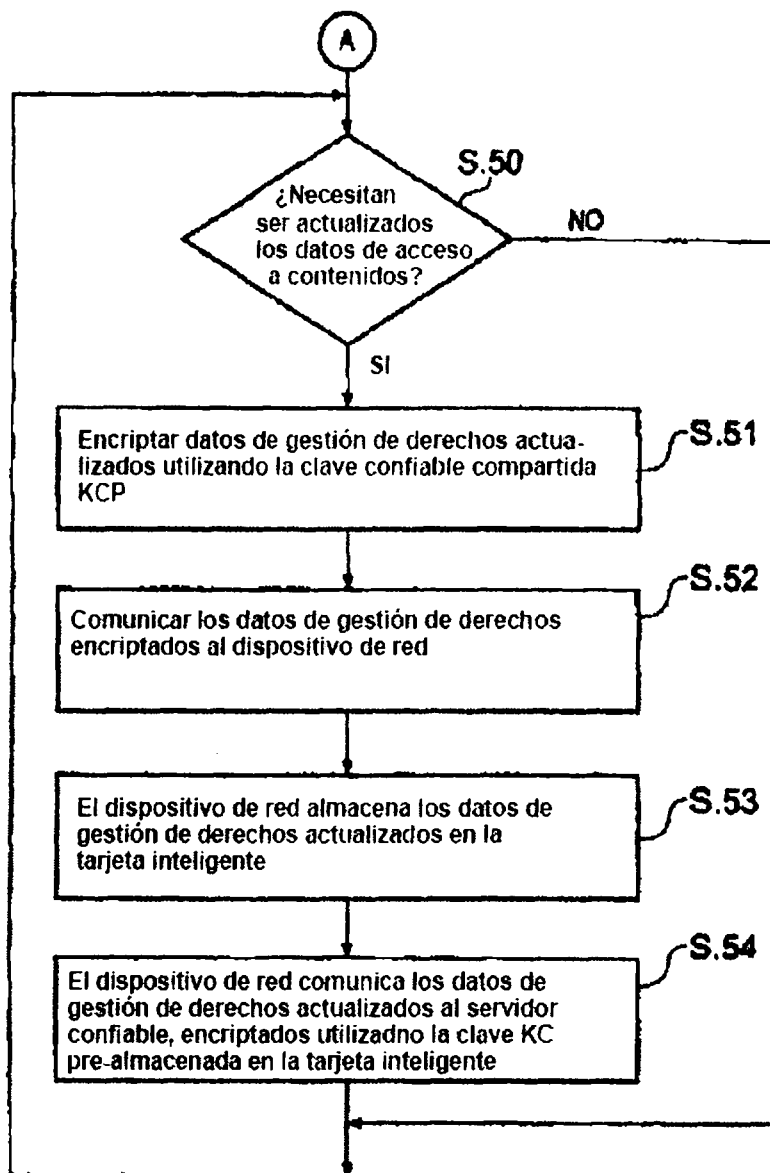 A
S.50
¿Necesitan
ser actualizados
los datos de acceso
a contenidos?
NO
SI
S.51
Encriptar datos de gestión de derechos actua-
lizados utilizando la clave confiable compartida
KCP
S.52
Comunicar los datos de gestión de derechos
encriptados al dispositivo de red
S.53
El dispositivo de red almacena los datos de
gestión de derechos actualizados en la
tarjeta inteligente
S.54
El dispositivo de red comunica los datos de
gestión de derechos actualizados al servidor
confiable, encriptados utilizadno la clave KC
pre-almacenada en la tarjeta inteligente